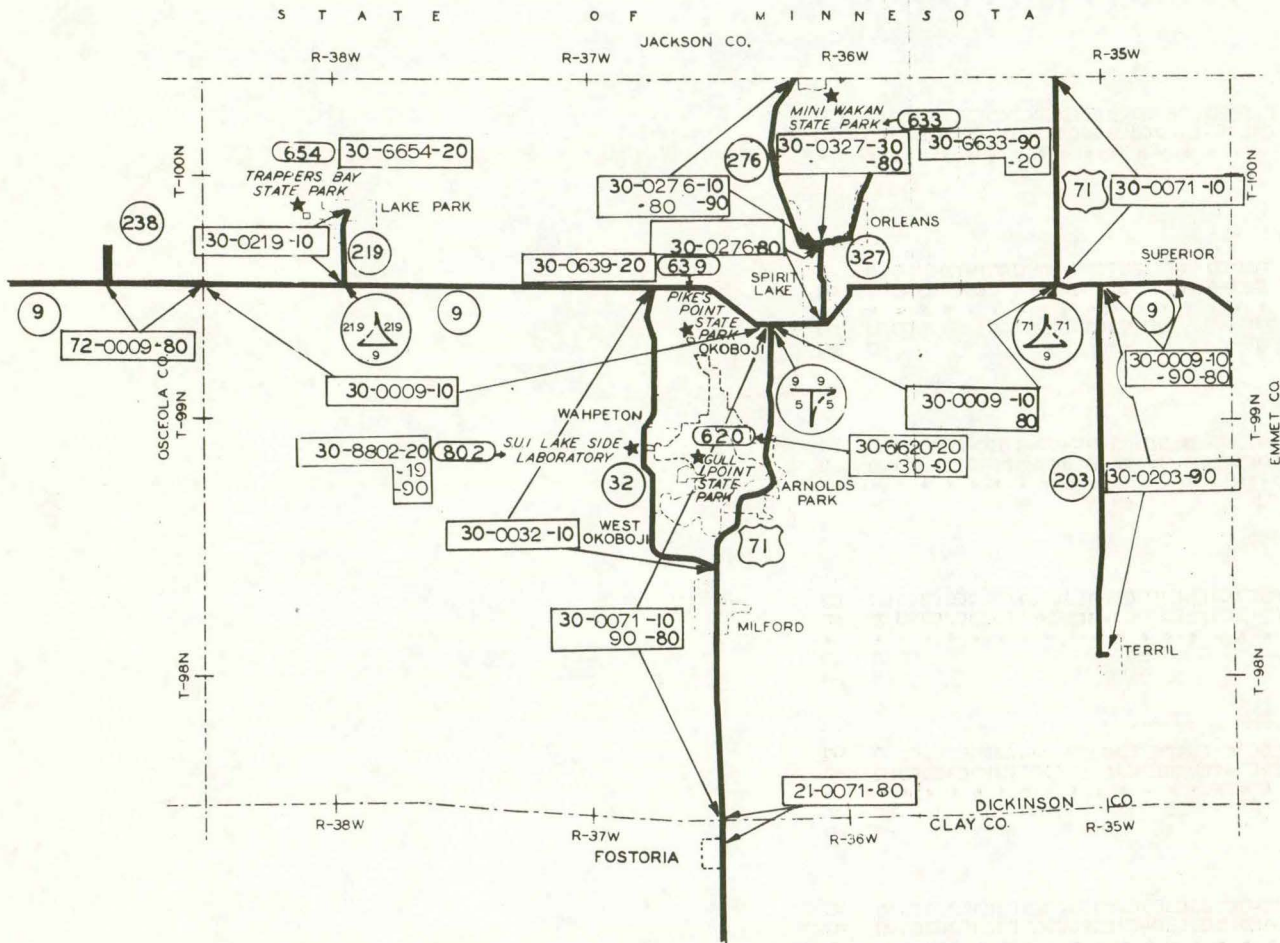 STATE OF MINNESOTA
JACKSON CO.
R-38W
R-37W
R-36W
R-35W
MINI WAKAN
STATE PARK
633
654
30-6654-20
276
30-0327-30
-80
30-6633-90
-20
T-100N
TRAPPERS BAY
STATE PARK
30-0276-10
-80 -90
71
30-0071-10
T-100N
LAKE PARK
ORLEANS
238
30-0219-10
219
30-0276-80
327
SUPERIOR
30-0639-20
639
SPIRIT
LAKE
9
219 219
9
9
PIKE'S
POINT
STATE
PARK
71 71
9
9
72-0009-80
OKOBOJI
30-0009-10
-90-80
OSCEOLA CO.
T-99N
30-0009-10
9 9
5 5
30-0009-10
80
T-99N
EMMET CO.
WAHPETON
30-8802-20
-19
-90
802
SUI LAKE SIDE
LABORATORY
620
30-6620-20
-30-90
GULL
POINT
STATE
PARK
32
ARNOLDS
PARK
203
30-0203-90
30-0032-10
WEST
OKOBOJI
71
30-0071-10
90-80
MILFORD
TERRIL
T-98N
T-98N
21-0071-80
DICKINSON CO
CLAY CO.
R-38W
R-37W
R-36W
R-35W
FOSTORIA